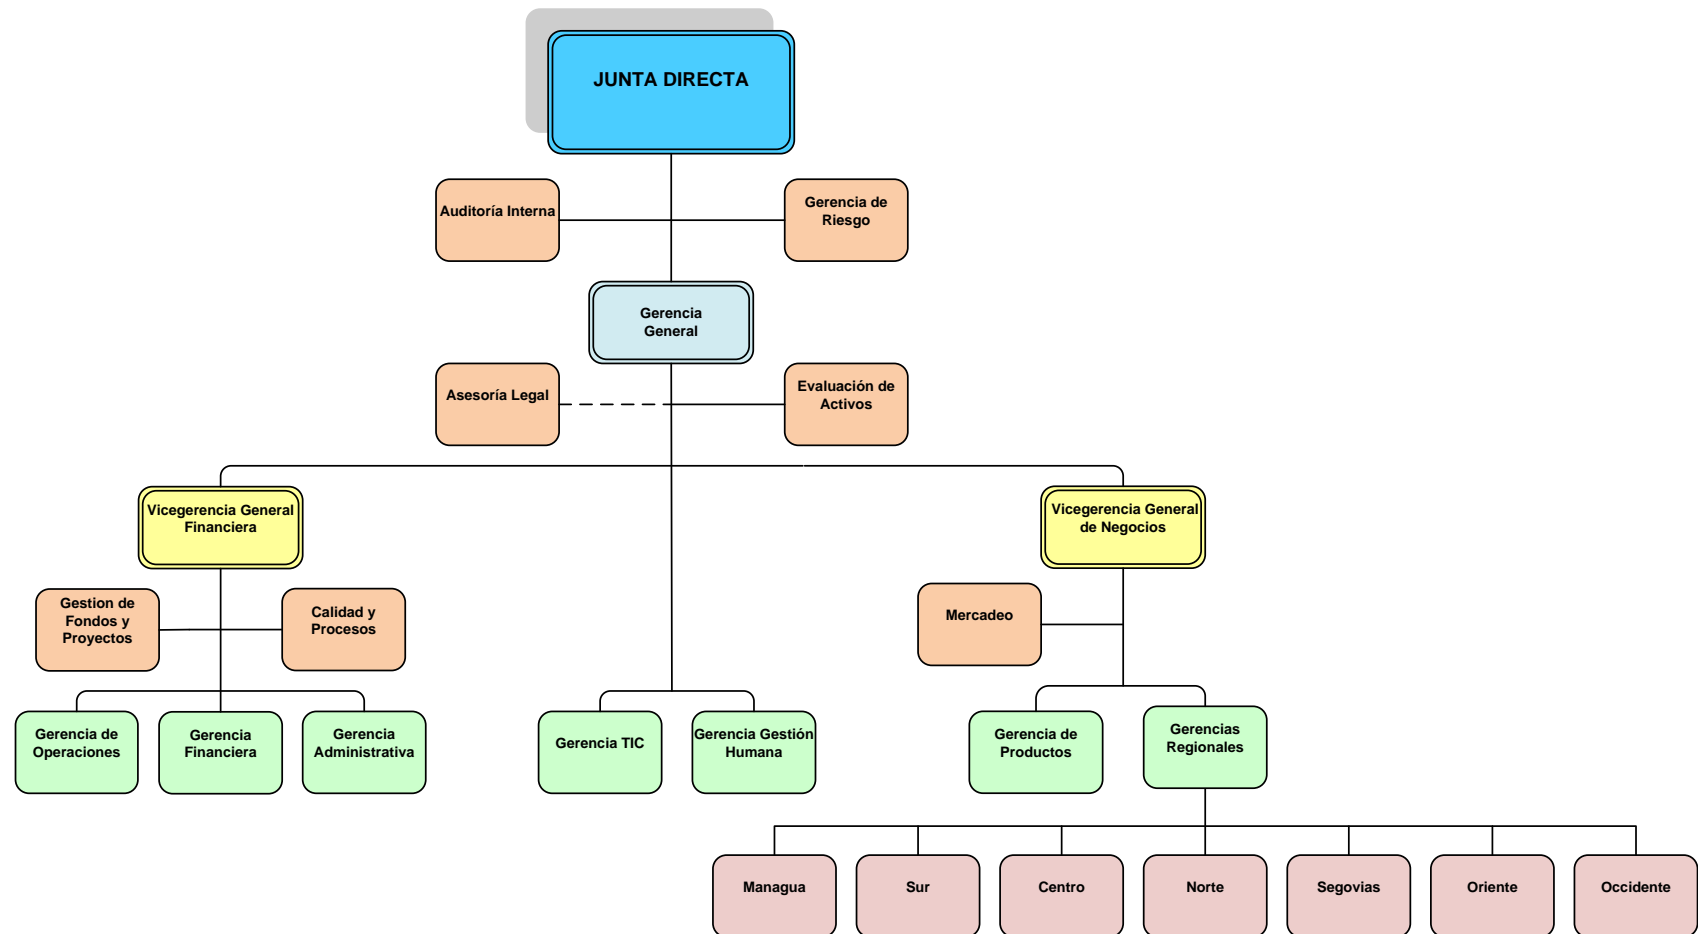 JUNTA DIRECTA
Auditoría Interna
Gerencia de
Riesgo
Gerencia
General
Asesoría Legal
Evaluación de
Activos
Vicegerencia General
Financiera
Vicegerencia General
de Negocios
Gestion de
Fondos y
Proyectos
Calidad y
Procesos
Mercadeo
Gerencia de
Operaciones
Gerencia
Financiera
Gerencia
Administrativa
Gerencia TIC
Gerencia Gestión
Humana
Gerencia de
Productos
Gerencias
Regionales
Managua
Sur
Centro
Norte
Segovias
Oriente
Occidente